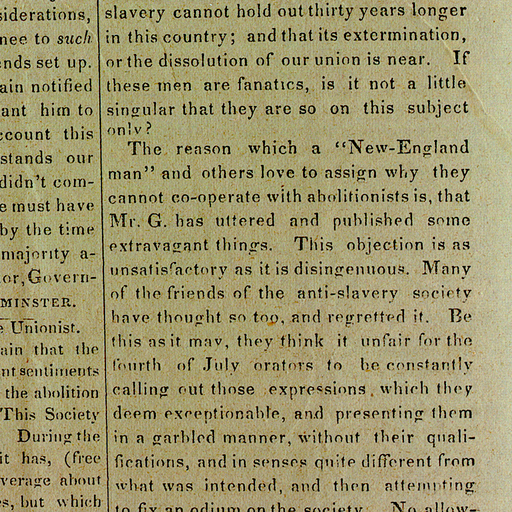 siderations,
nee to such
ends set up.
ain notified
ant him to
ccount this
stands our
didn't com-
e must have
by the time
majority a-
or, Govern-
MINSTER.
e Unionist.
ain that the
nt sentiments
the abolition
This Society
During the
it has, (free
verage about
es, but which
slavery cannot hold out thirty years longer
in this country; and that its extermination,
or the dissolution of our union is near. If
these men are fanatics, is it not a little
singular that they are so on this subject
only?
The reason which a "New-England
man" and others love to assign why they
cannot co-operate with abolitionists is, that
Mr. G. has uttered and published some
extravagant things. This objection is as
unsatisfactory as it is disingenuous. Many
of the friends of the anti-slavery society
have thought so too, and regretted it. Be
this as it may, they think it unfair for the
fourth of July orators to be constantly
calling out those expressions, which they
deem exceptionable, and presenting them
in a garbled manner, without their quali-
fications, and in senses quite different from
what was intended, and then attempting
to fix an odium on the society. No allow-